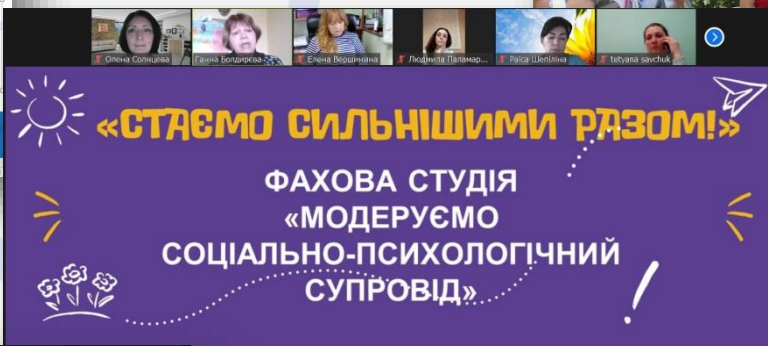 Олена Солнцева
Ганна Болдирєва
Елена Вершинина
Людмила Паламар...
Раїса Шепіліна
tetyana savchuk
«СТАЄМО СИЛЬНІШИМИ РАЗОМ!»
ФАХОВА СТУДІЯ
«МОДЕРУЄМО
СОЦІАЛЬНО-ПСИХОЛОГІЧНИЙ
СУПРОВІД»